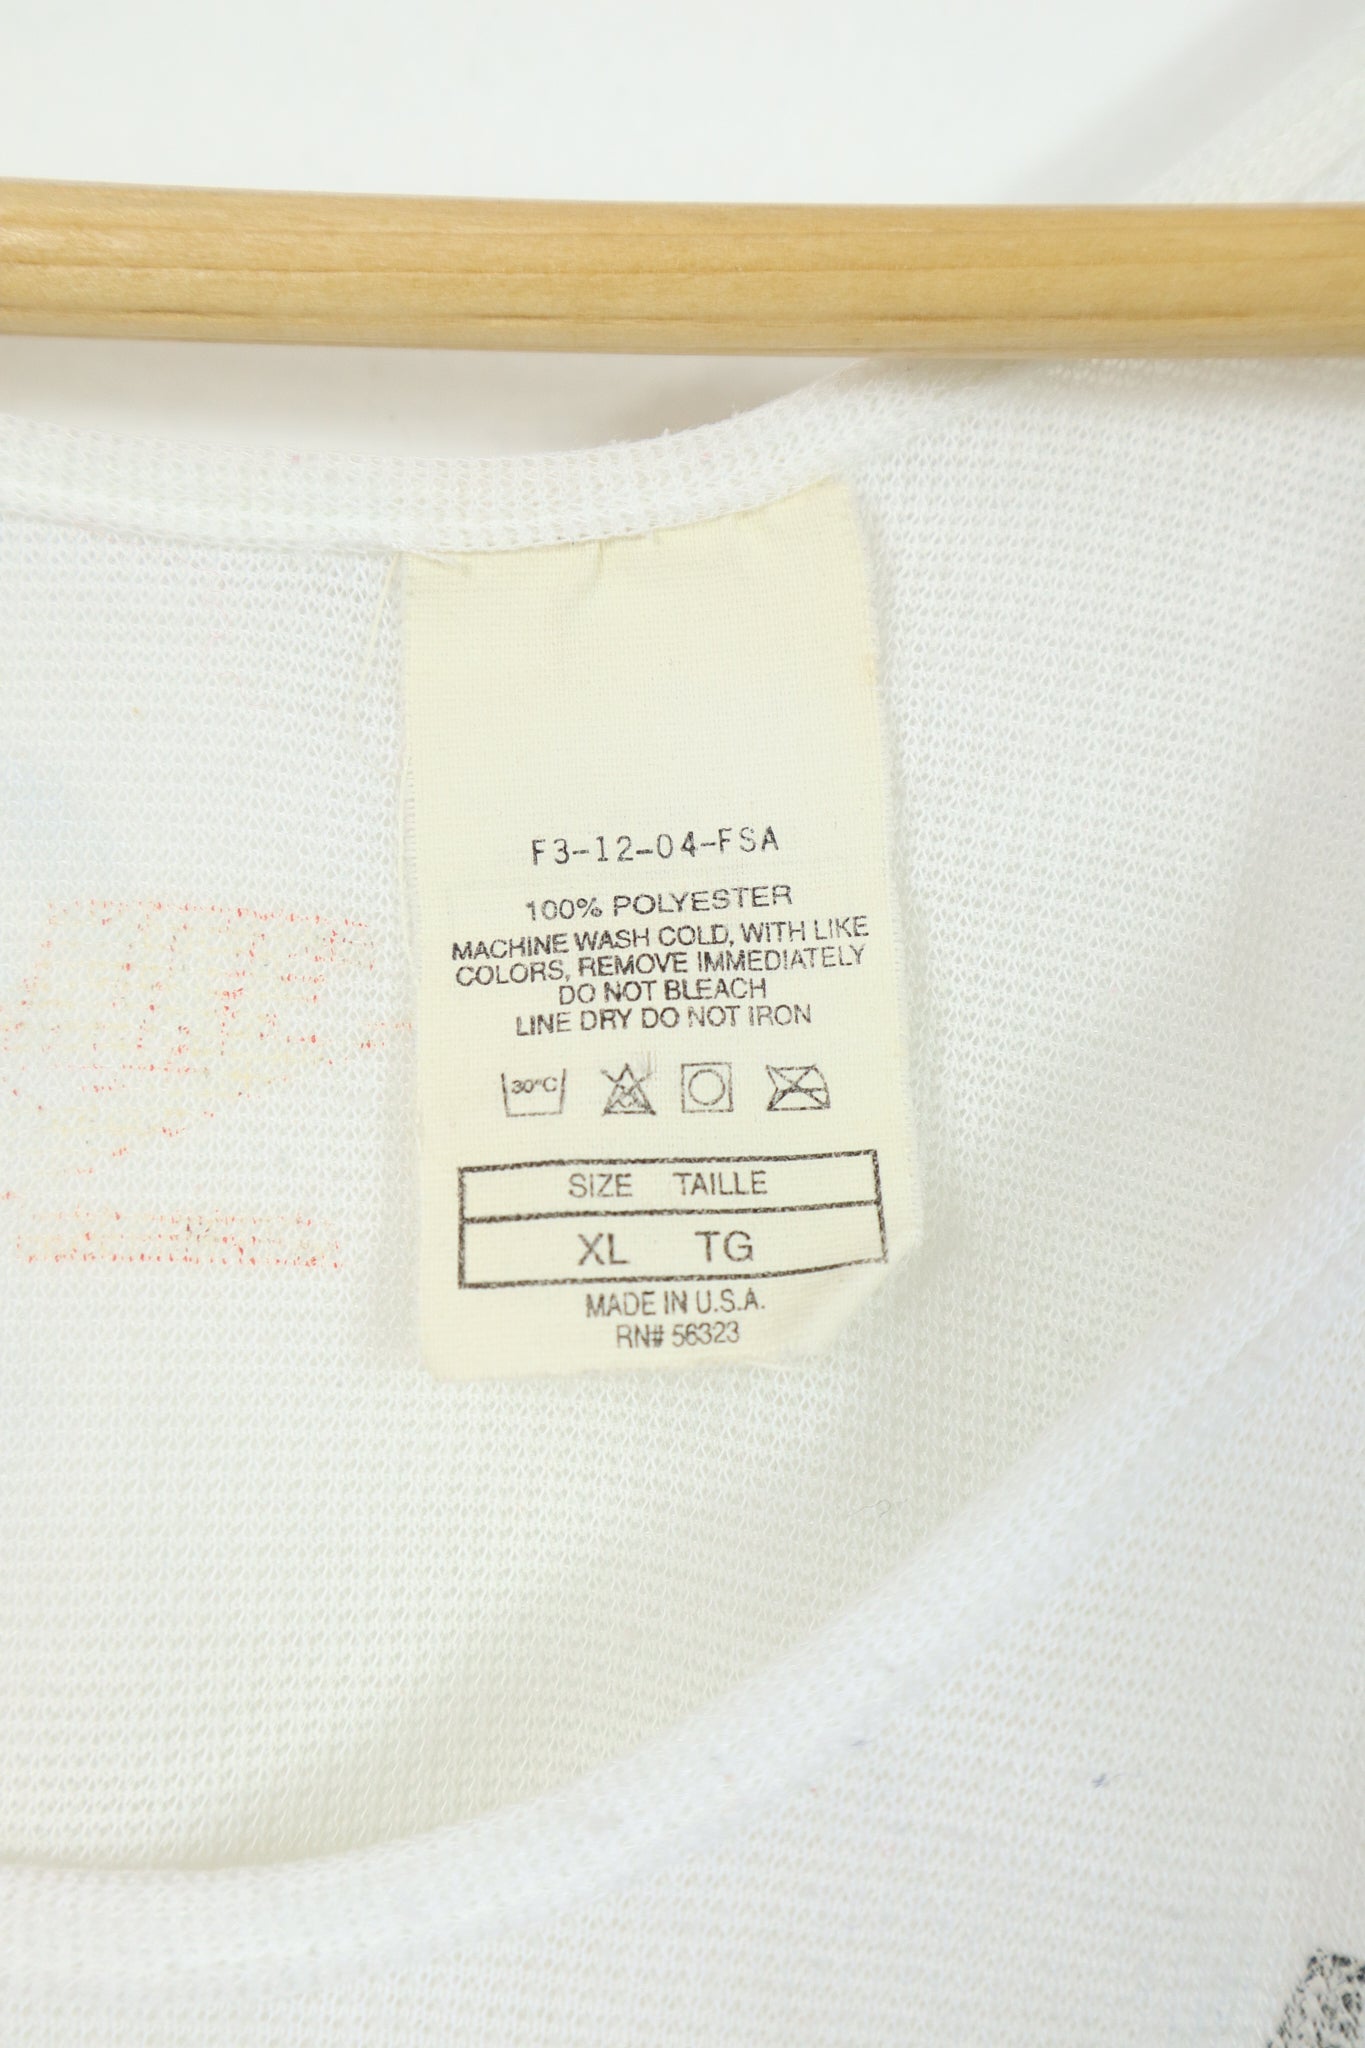 F3-12-04-FSA
100% POLYESTER
MACHINE WASH COLD, WITH LIKE
COLORS, REMOVE IMMEDIATELY
DO NOT BLEACH
LINE DRY DO NOT IRON
30°C
SIZE TAILLE
XL TG
MADE IN U.S.A.
RN# 56323